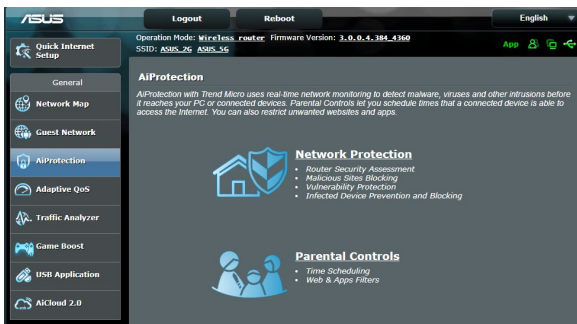 ASUS
Logout
Reboot
English
Operation Mode: Wireless router Firmware Version: 3.0.0.4.384_4360
SSID: ASUS_2G ASUS_5G
App
Quick Internet
Setup
General
Network Map
Guest Network
AiProtection
Adaptive QoS
Traffic Analyzer
Game Boost
USB Application
AiCloud 2.0
AiProtection
AiProtection with Trend Micro uses real-time network monitoring to detect malware, viruses and other intrusions before
it reaches your PC or connected devices. Parental Controls let you schedule times that a connected device is able to
access the Internet. You can also restrict unwanted websites and apps.
Network Protection
• Router Security Assessment
• Malicious Sites Blocking
• Vulnerability Protection
• Infected Device Prevention and Blocking
Parental Controls
• Time Scheduling
• Web & Apps Filters